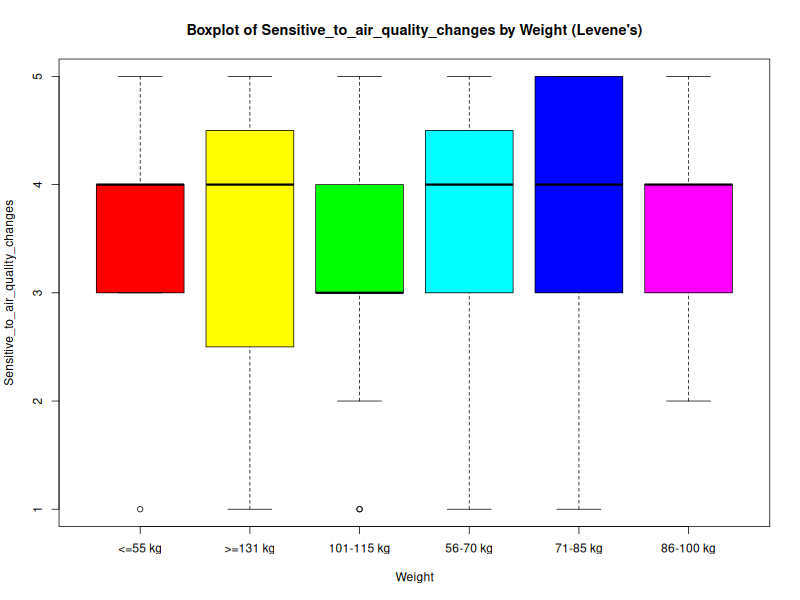 Boxplot of Sensitive_to_air_quality_changes by Weight (Levene's)
Sensitive_to_air_quality_changes
5
4
3
2
1
<=55 kg >=131 kg 101-115 kg 56-70 kg 71-85 kg 86-100 kg
Weight